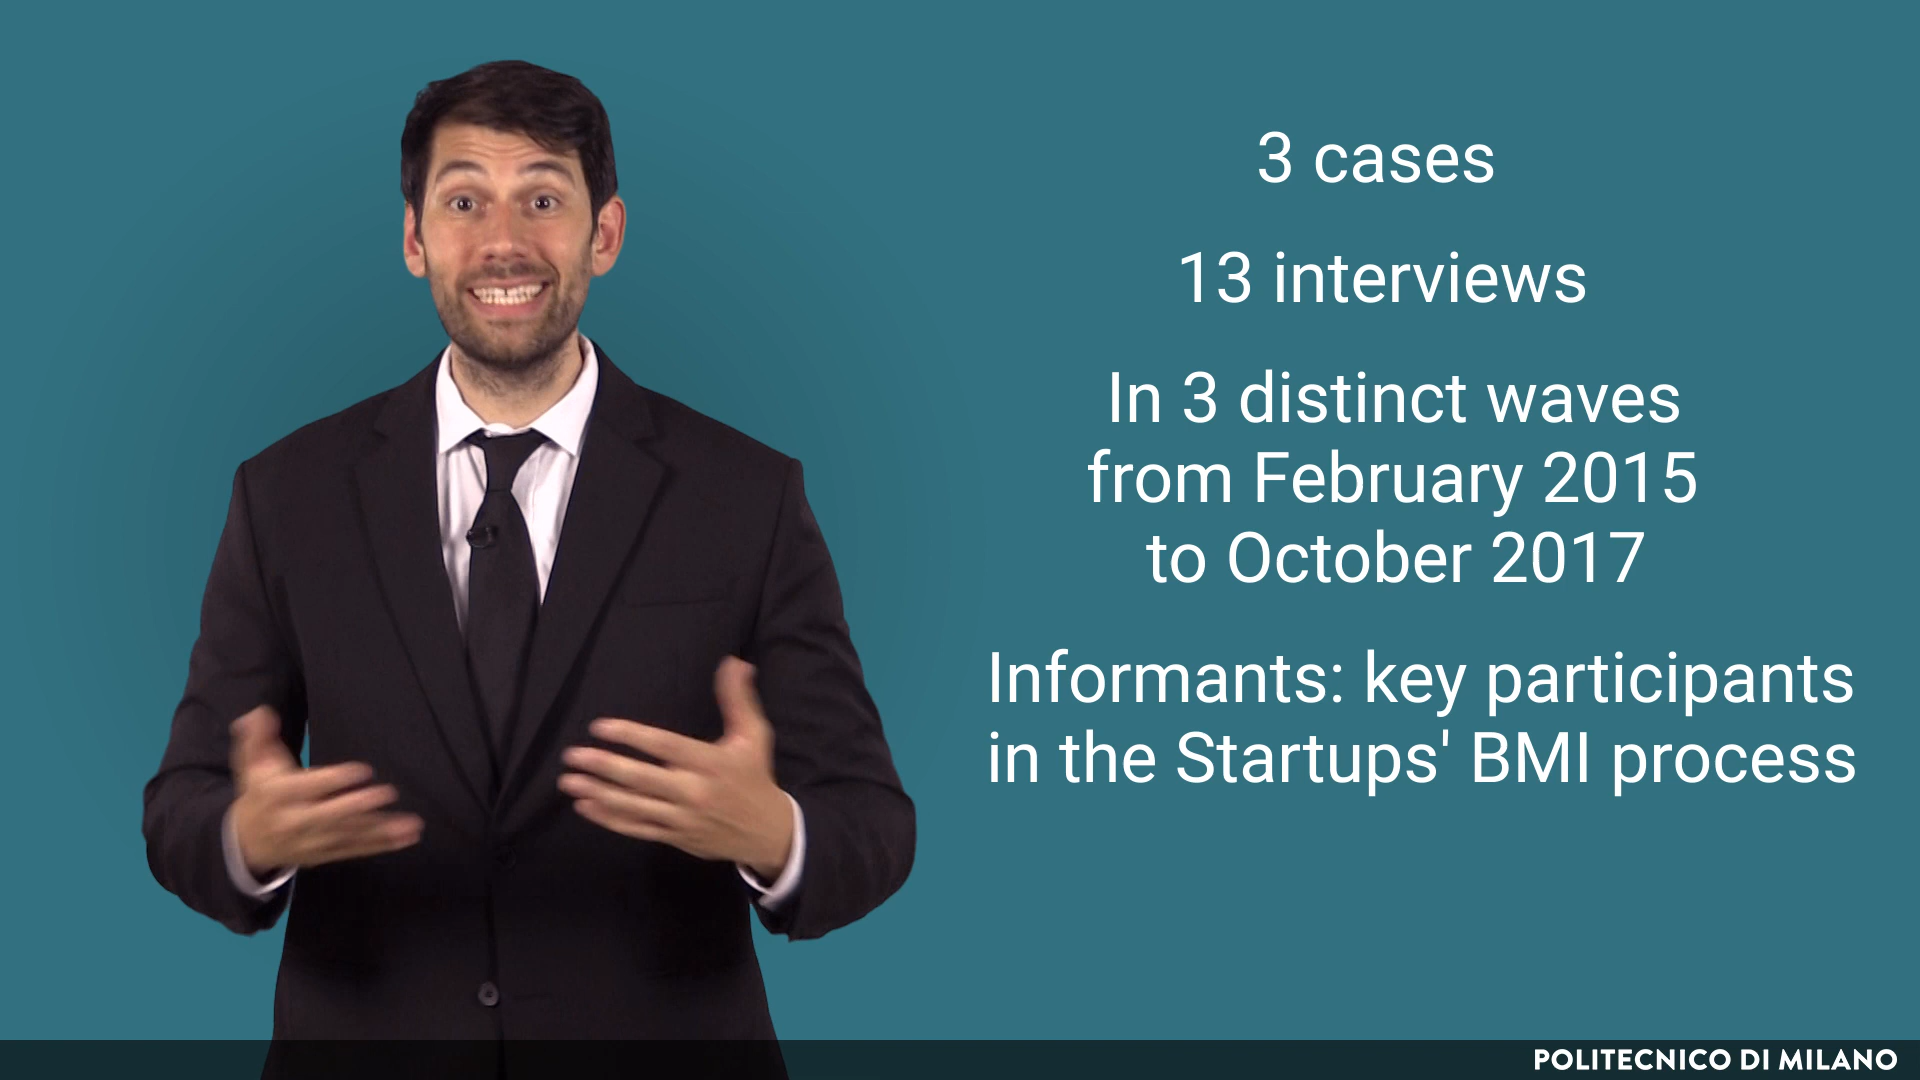 3 cases
13 interviews
In 3 distinct waves
from February 2015
to October 2017
Informants: key participants
in the Startups' BMI process
POLITECNICO DI MILANO